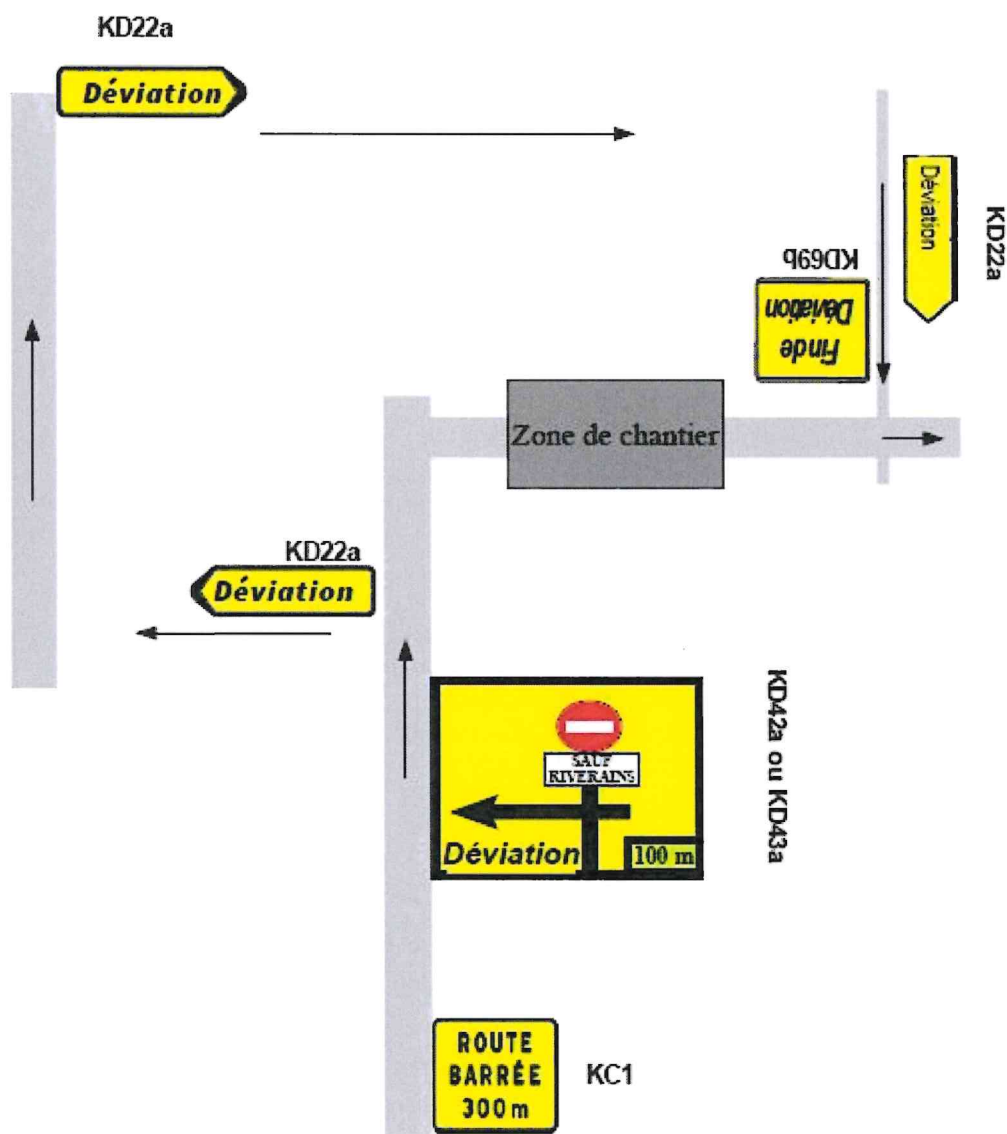 KD22a
Déviation
Déviation
KD22a
KD69b
Fin de
Déviation
Zone de chantier
KD22a
Déviation
SAUF
RIVERAINS
Déviation
100 m
KD42a ou KD43a
ROUTE
BARRÉE
300 m
KC1